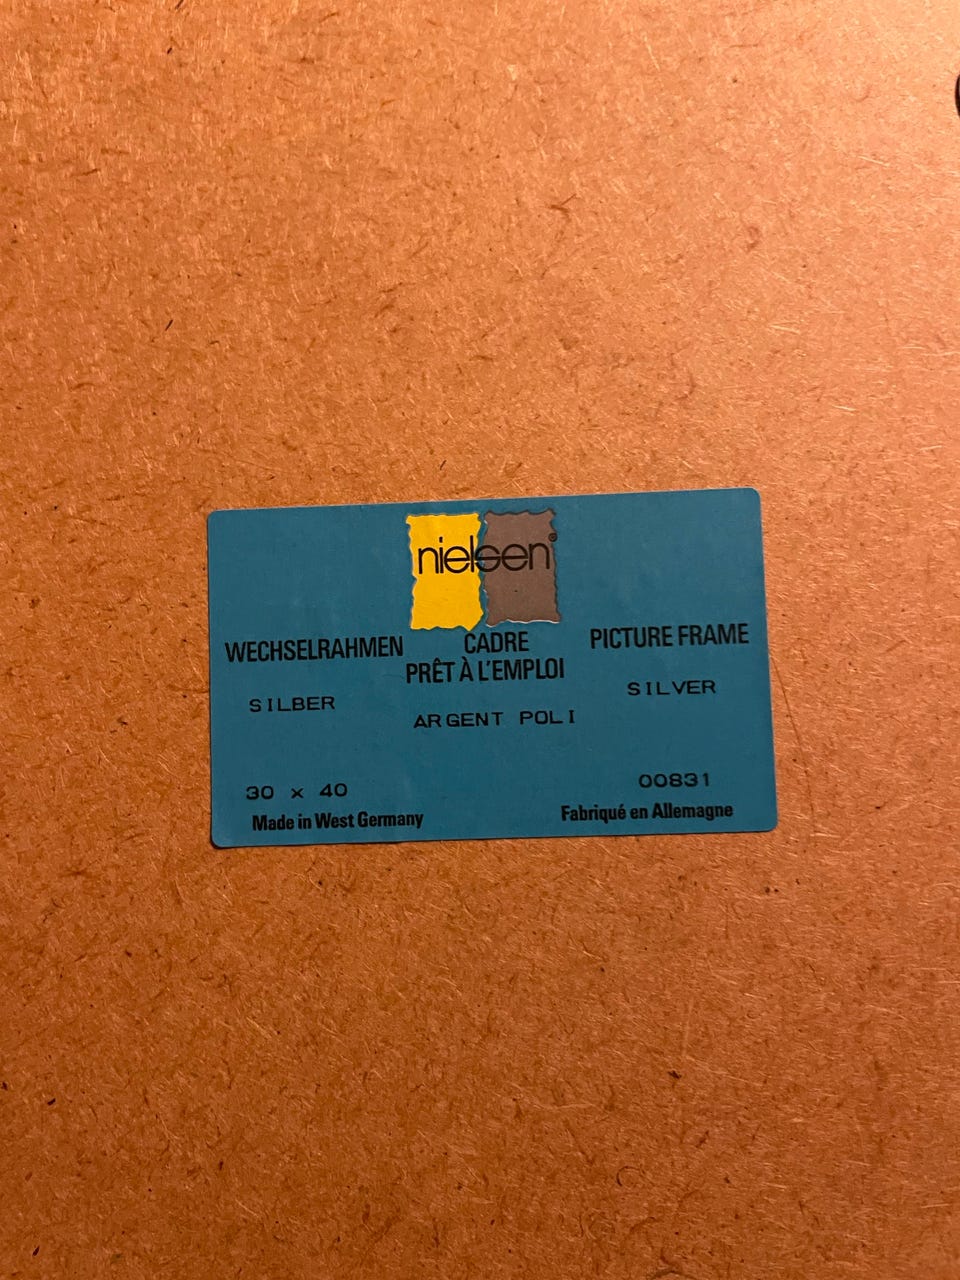 nielsen®
WECHSELRAHMEN
SILBER
CADRE
PRÊT À L'EMPLOI
ARGENT POLI
PICTURE FRAME
SILVER
30 x 40
00831
Made in West Germany
Fabriqué en Allemagne